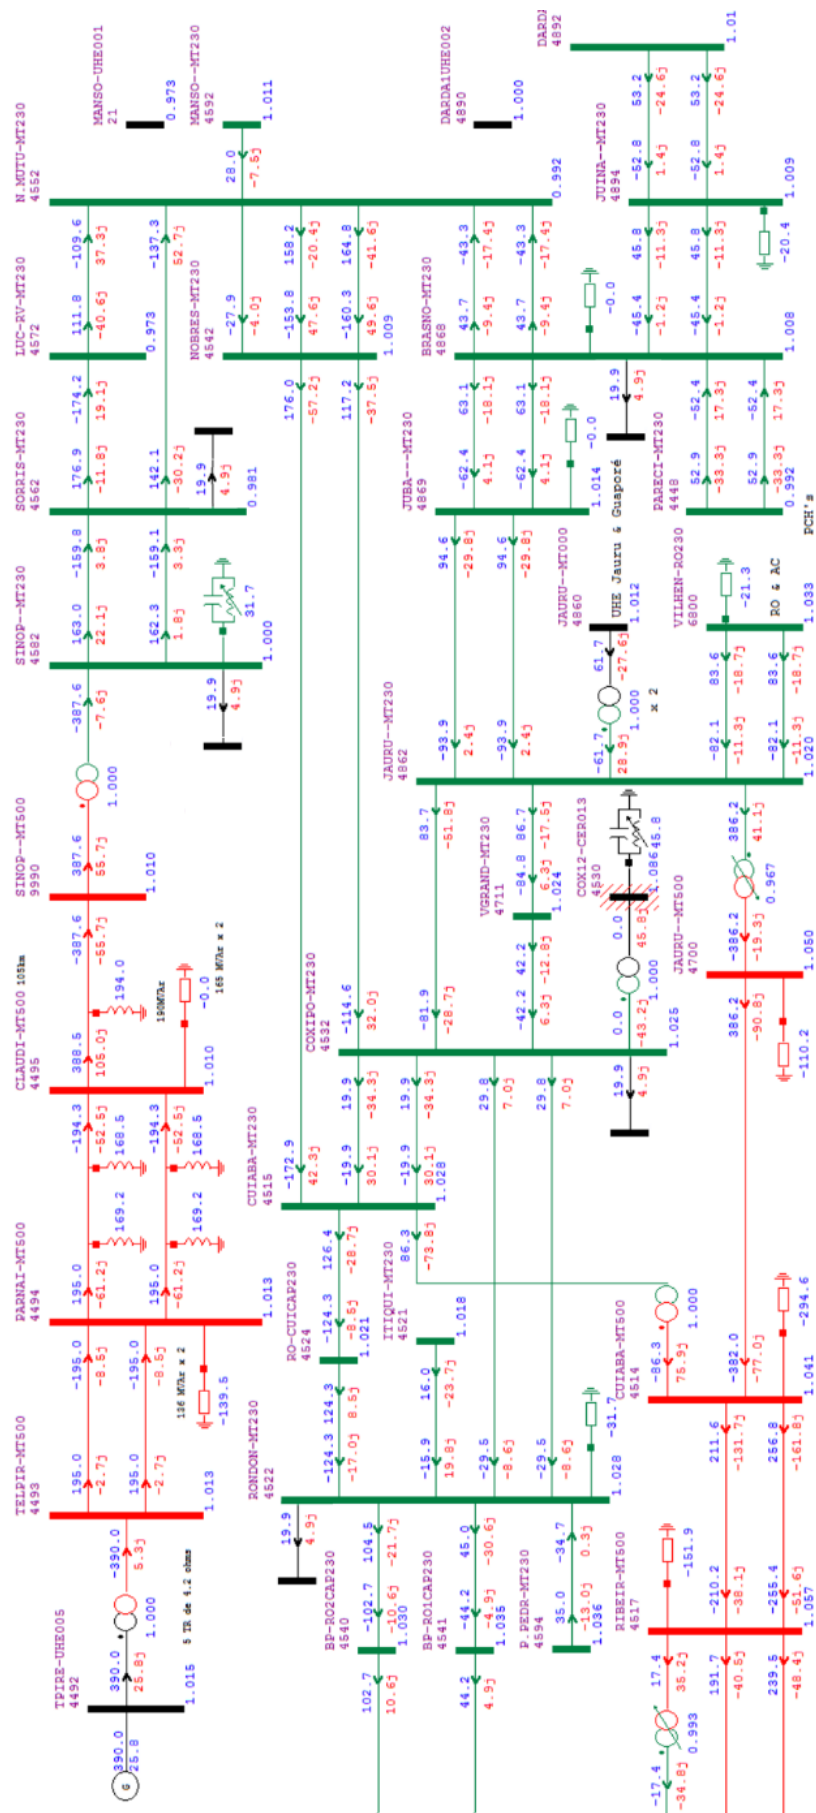 TPIRE-UHE005
4492
G
390.0
25.8
390.0
25.8j
1.015
1.000
5 TR de 4.2 ohms
-390.0
5.3j
TELPIR-MT500
4493
1.013
195.0
-2.7j
195.0
-2.7j
-195.0
-8.5j
-195.0
-8.5j
136 MVAr x 2
-139.5
PARNAI-MT500
4494
1.013
195.0
-61.2j
195.0
-61.2j
169.2
169.2
168.5
168.5
-194.3
-52.5j
-194.3
-52.5j
CLAUDI-MT500 105km
4495
1.010
190MVAr
-0.0
165 MVAr x 2
388.5
105.0j
194.0
-387.6
-55.7j
SINOP--MT500
9990
1.010
387.6
55.7j
1.000
-387.6
-7.6j
SINOP--MT230
4582
1.000
19.9
4.9j
31.7
163.0
22.1j
162.3
1.8j
-159.8
3.8j
-159.1
3.3j
SORRIS-MT230
4562
0.981
19.9
4.9j
176.9
-11.8j
142.1
-30.2j
-174.2
19.1j
LUC-RV-MT230
4572
0.973
111.8
-40.6j
-109.6
37.3j
-137.3
52.7j
N.MUTU-MT230
4552
0.992
MANSO-UHE001
21
0.973
MANSO--MT230
4592
1.011
28.0
-7.5j
158.2
-20.4j
164.8
-41.6j
-27.9
-4.0j
-153.8
47.6j
-160.3
49.6j
NOBRES-MT230
4542
1.009
176.0
-57.2j
117.2
-37.5j
DARDA1UHE002
4890
1.000
4892
1.01
53.2
-24.6j
53.2
-24.6j
-52.8
1.4j
-52.8
1.4j
JUINA--MT230
4894
1.009
-20.4
45.8
-11.3j
45.8
-11.3j
-45.4
-1.2j
-45.4
-1.2j
-43.3
-17.4j
-43.3
-17.4j
43.7
-9.4j
43.7
-9.4j
BRASNO-MT230
4868
1.008
-0.0
19.9
4.9j
63.1
-18.1j
63.1
-18.1j
-62.4
4.1j
-62.4
4.1j
JUBA---MT230
4869
1.014
-0.0
-52.4
17.3j
-52.4
17.3j
52.9
-33.3j
52.9
-33.3j
PARECI-MT230
4448
0.992
PCH's
94.6
-29.8j
94.6
-29.8j
-93.9
2.4j
-93.9
2.4j
JAURU--MT000
4860
1.012
UHE Jauru & Guaporé
61.7
-27.6j
1.000
x 2
-61.7
28.9j
VILHEN-RO230
6800
1.033
-21.3
RO & AC
83.6
-18.7j
83.6
-18.7j
-82.1
-11.3j
-82.1
-11.3j
JAURU--MT230
4862
1.020
83.7
-51.8j
86.7
-17.5j
-84.8
6.3j
VGRAND-MT230
4711
1.024
42.2
-12.8j
-42.2
6.3j
COX12-CER013
4530
1.086
45.8
0.0
45.8j
1.000
0.0
-43.2j
386.2
41.1j
0.967
-386.2
-19.3j
JAURU--MT500
4700
1.050
-110.2
386.2
-90.8j
-382.0
-77.0j
COXIPO-MT230
4532
1.025
-114.6
32.0j
-81.9
-28.7j
19.9
-34.3j
19.9
-34.3j
29.8
7.0j
29.8
7.0j
19.9
4.9j
-172.9
42.3j
-19.9
30.1j
-19.9
30.1j
CUIABA-MT230
4515
1.028
126.4
-28.7j
86.3
-73.8j
-124.3
-8.5j
RO-CUICAP230
4524
1.021
124.3
8.5j
-124.3
-17.0j
ITIQUI-MT230
4521
1.018
16.0
-23.7j
-15.9
19.8j
-29.5
-8.6j
-29.5
-8.6j
RONDON-MT230
4522
1.028
-31.7
19.9
4.9j
104.5
-21.7j
-102.7
-10.6j
BP-RO2CAP230
4540
1.030
102.7
10.6j
45.0
-30.6j
-44.2
-4.9j
BP-RO1CAP230
4541
1.035
44.2
4.9j
-34.7
0.3j
35.0
-13.0j
P.PEDR-MT230
4594
1.036
1.000
-86.3
75.9j
CUIABA-MT500
4514
1.041
-294.6
211.6
-131.7j
256.8
-161.8j
-210.2
-38.1j
-255.4
-51.6j
RIBEIR-MT500
4517
1.057
-151.9
17.4
35.2j
191.7
-40.5j
239.5
-48.4j
0.993
-17.4
-34.8j